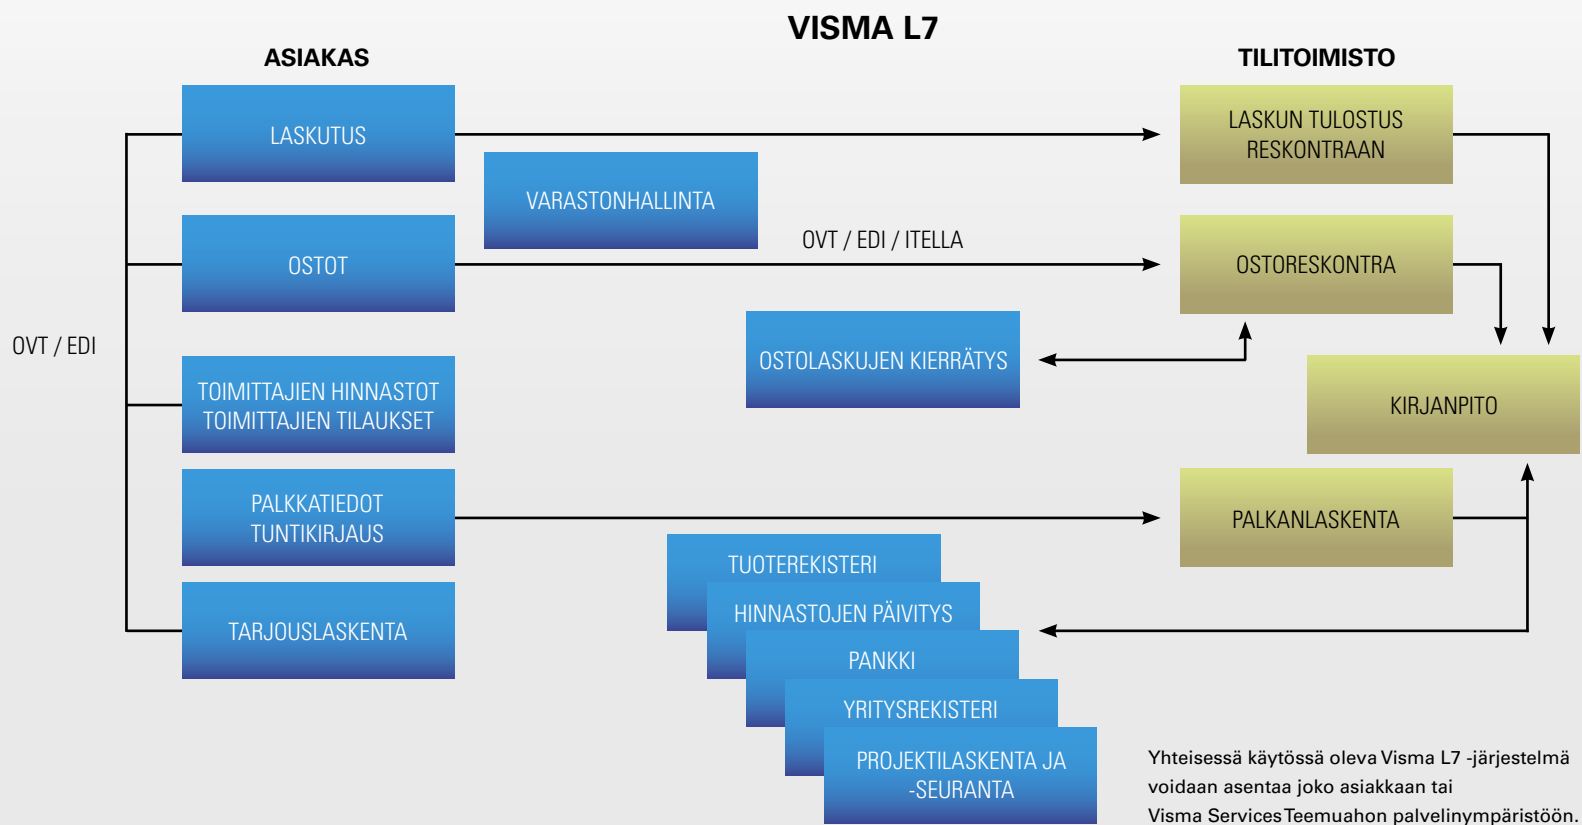 VISMA L7
ASIAKAS
TILITOIMISTO
LASKUTUS
LASKUN TULOSTUS
RESKONTRAAN
VARASTONHALLINTA
OVT / EDI / ITELLA
OSTOT
OSTORESKONTRA
OVT / EDI
OSTOLASKUJEN KIERRÄTYS
TOIMITTAJIEN HINNASTOT
TOIMITTAJIEN TILAUKSET
KIRJANPITO
PALKKATIEDOT
TUNTIKIRJAUS
PALKANLASKENTA
TUOTEREKISTERI
HINNASTOJEN PÄIVITYS
TARJOUSLASKENTA
PANKKI
YRITYSREKISTERI
PROJEKTILASKENTA JA
-SEURANTA
Yhteisessä käytössä oleva Visma L7 -järjestelmä
voidaan asentaa joko asiakkaan tai
Visma Services Teemuahon palvelinympäristöön.